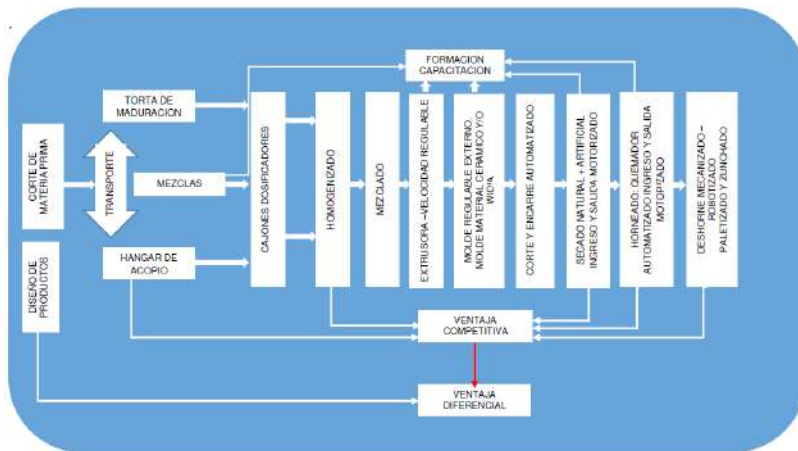 FORMACION
CAPACITACION
TORTA DE
MADURACION
CORTE DE
MATERIA PRIMA
TRANSPORTE
MEZCLAS
HANGAR DE
ACOPIO
DISEÑO DE
PRODUCTOS
CAJONES DOSIFICADORES
HOMOGENIZADO
MEZCLADO
EXTRUSORA –VELOCIDAD REGULABLE
MOLDE REGULABLE EXTERNO.
MOLDE MATERIAL CERAMICO Y/O
WIDYA
CORTE Y ENCARRE AUTOMATIZADO
SECADO NATURAL + ARTIFICIAL
INGRESO Y SALIDA MOTORIZADO
HORNEADO: QUEMADOR
AUTOMATIZADO INGRESO Y SALIDA
MOTORIZADO
DESHORNE MECANIZADO –
ROBOTIZADO
PALETIZADO Y ZUNCHADO
VENTAJA
COMPETITIVA
VENTAJA
DIFERENCIAL